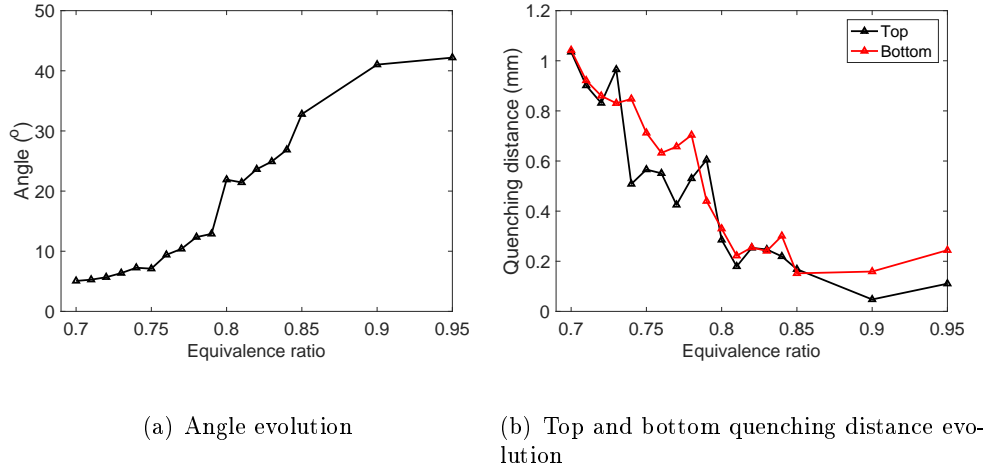 50
40
30
20
10
0
Angle (º)
0.7 0.75 0.8 0.85 0.9 0.95
Equivalence ratio
(a) Angle evolution
1.2
1
0.8
0.6
0.4
0.2
0
Quenching distance (mm)
Top
Bottom
0.7 0.75 0.8 0.85 0.9 0.95
Equivalence ratio
(b) Top and bottom quenching distance evo-
lution